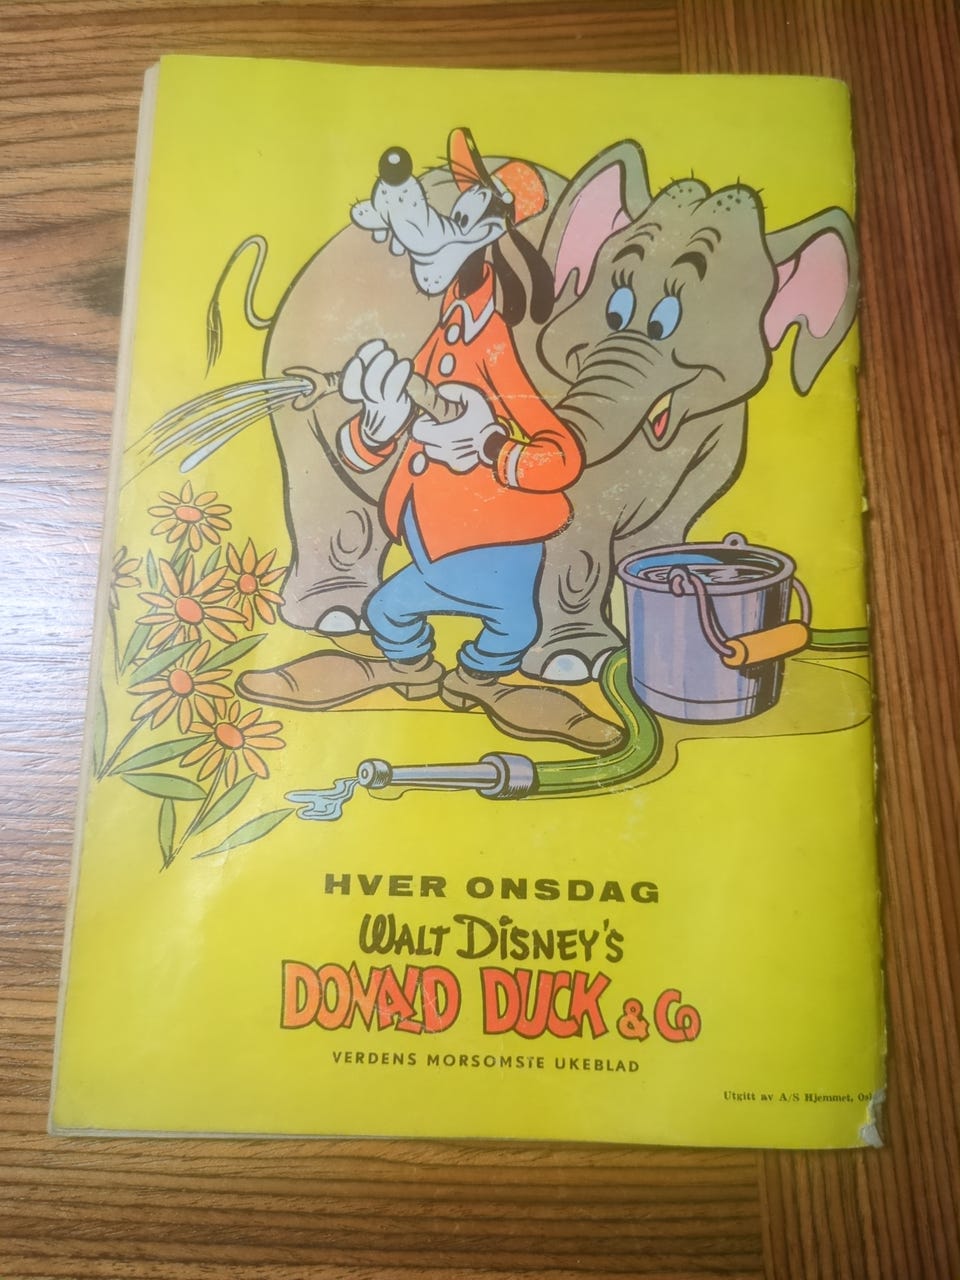 HVER ONSDAG
WALT DISNEY'S
DONALD DUCK & Co
VERDENS MORSOMSTE UKEBLAD
Utgitt av A/S Hjemmet,